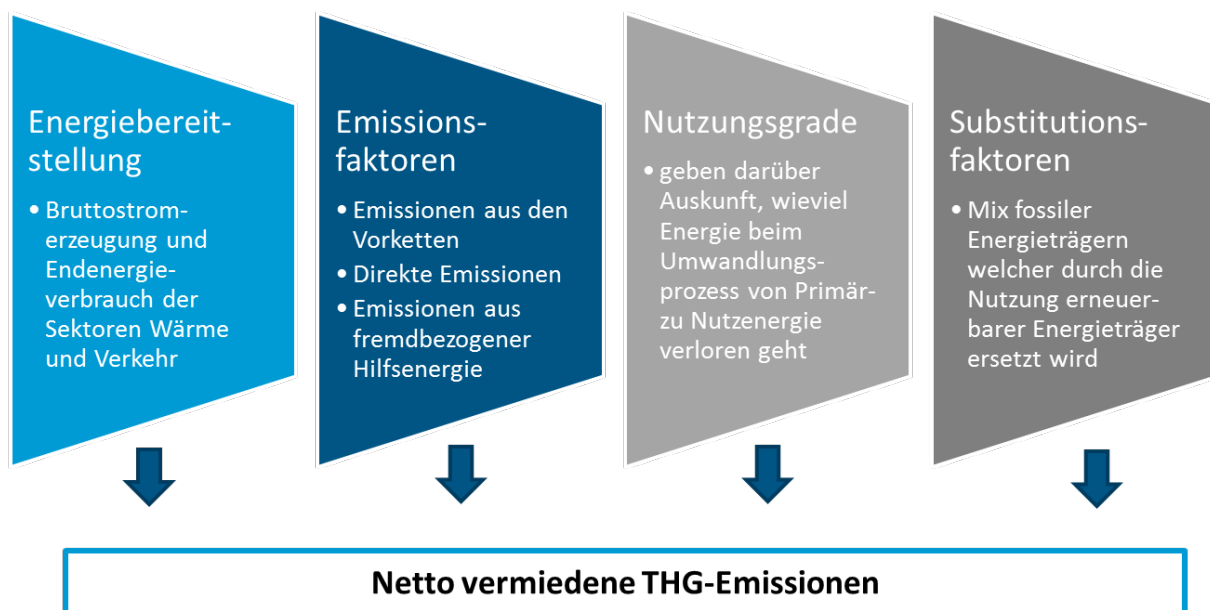 Energiebereit-
stellung
• Bruttostrom-
erzeugung und
Endenergie-
verbrauch der
Sektoren Wärme
und Verkehr
Emissions-
faktoren
• Emissionen aus den
Vorketten
• Direkte Emissionen
• Emissionen aus
fremdbezogener
Hilfsenergie
Nutzungsgrade
• geben darüber
Auskunft, wieviel
Energie beim
Umwandlungs-
prozess von Primär-
zu Nutzenergie
verloren geht
Substitutions-
faktoren
• Mix fossiler
Energieträgern
welcher durch die
Nutzung erneuer-
barer Energieträger
ersetzt wird
Netto vermiedene THG-Emissionen